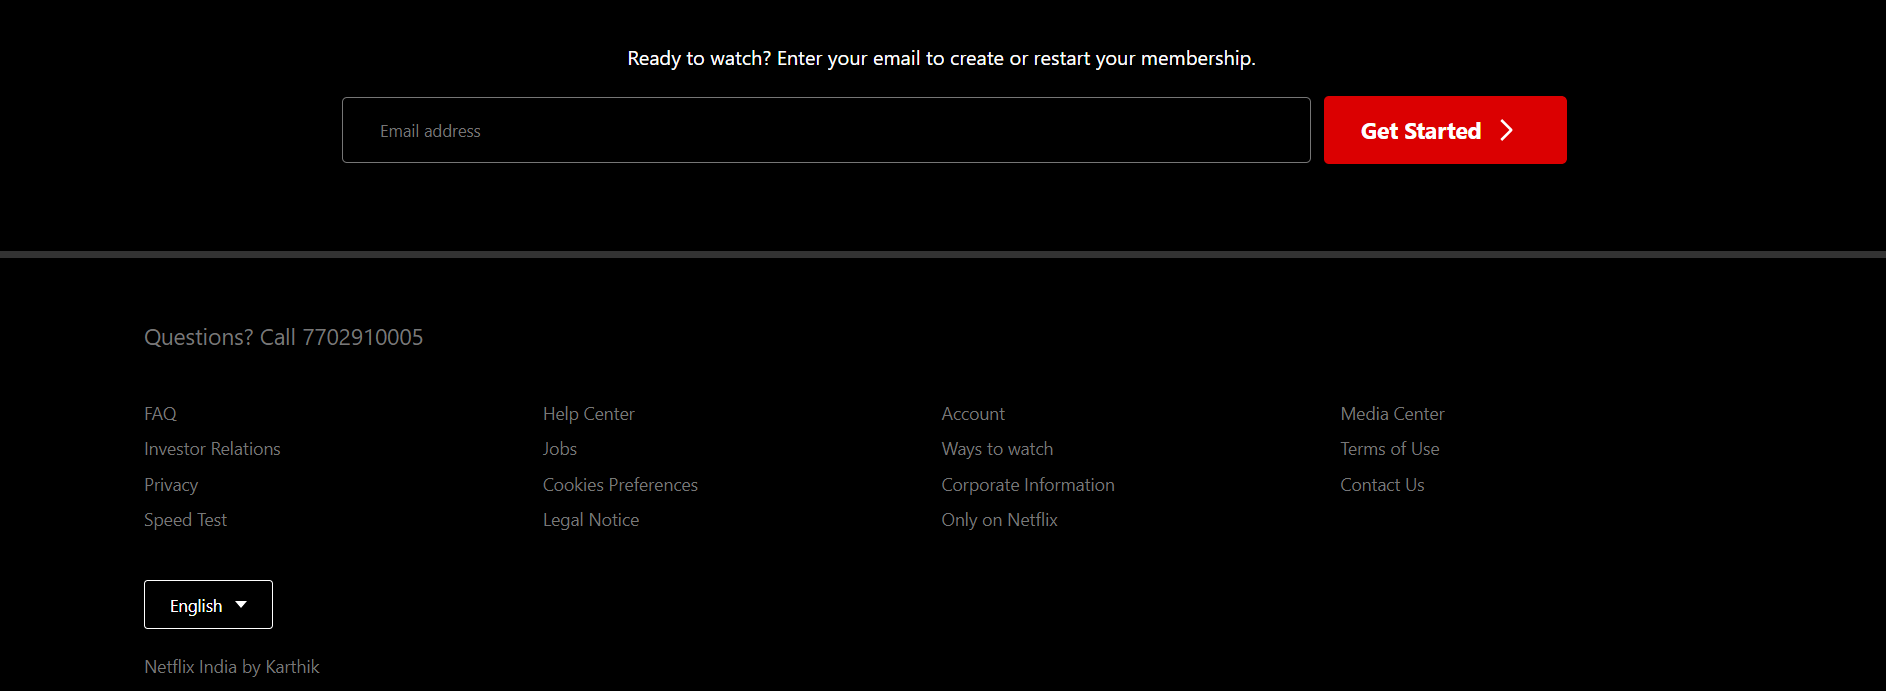 Ready to watch? Enter your email to create or restart your membership.
Email address
Get Started
Questions? Call 7702910005
FAQ
Help Center
Account
Media Center
Investor Relations
Jobs
Ways to watch
Terms of Use
Privacy
Cookies Preferences
Corporate Information
Contact Us
Speed Test
Legal Notice
Only on Netflix
English
Netflix India by Karthik